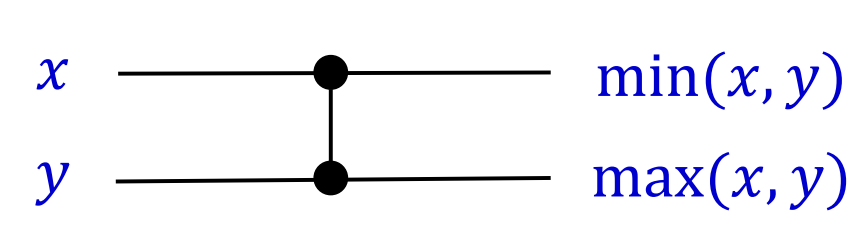 x min(x, y)
y max(x, y)